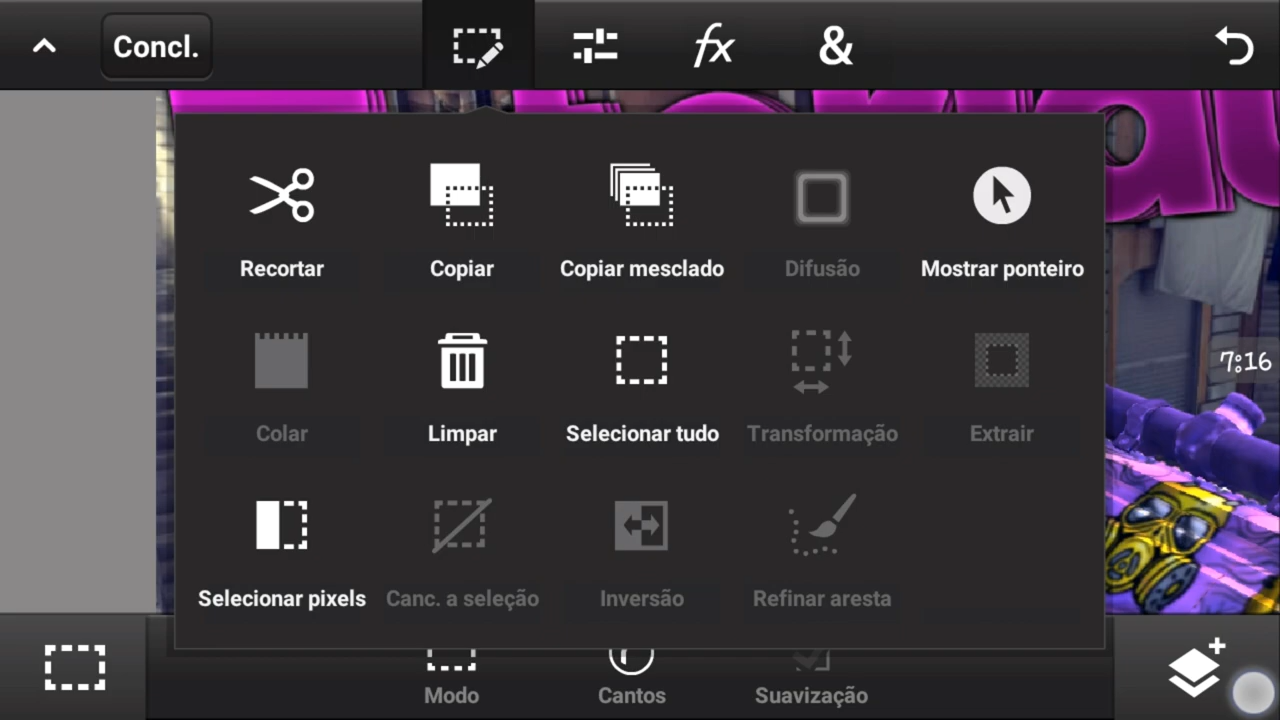 Concl.
fx
&
Recortar
Copiar
Copiar mesclado
Difusão
Mostrar ponteiro
7:16
Colar
Limpar
Selecionar tudo
Transformação
Extrair
Selecionar pixels
Canc. a seleção
Inversão
Refinar aresta
Modo
Cantos
Suavização